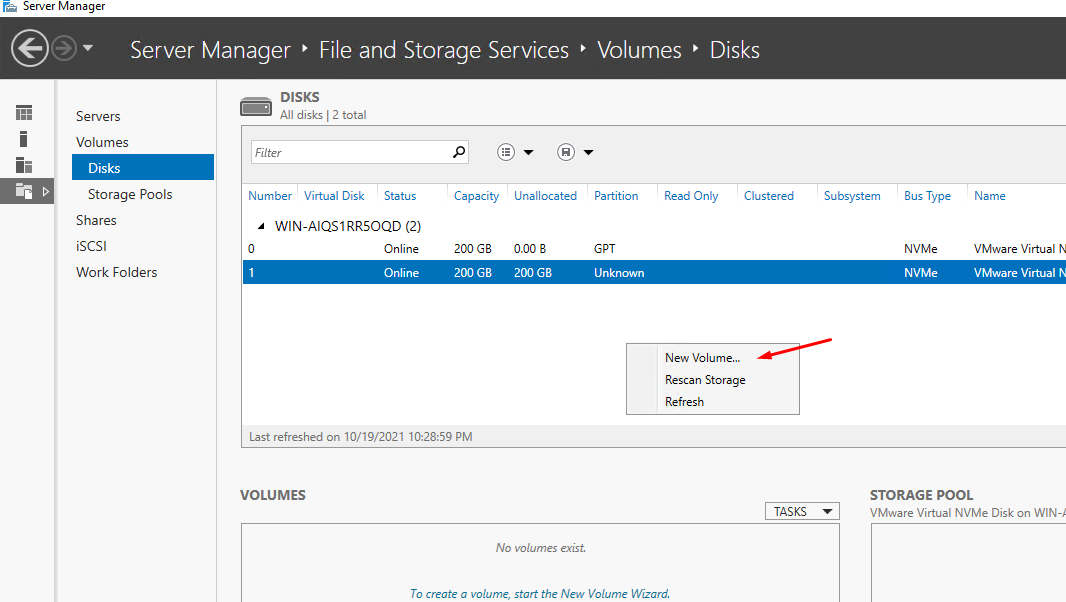 Server Manager
Server Manager ‣ File and Storage Services ‣ Volumes ‣ Disks
Servers
Volumes
Disks
Storage Pools
Shares
iSCSI
Work Folders
DISKS
All disks | 2 total
Filter
Number Virtual Disk Status Capacity Unallocated Partition Read Only Clustered Subsystem Bus Type Name
WIN-AIQS1RR5OQD (2)
0 Online 200 GB 0.00 B GPT NVMe VMware Virtual N
1 Online 200 GB 200 GB Unknown NVMe VMware Virtual N
New Volume...
Rescan Storage
Refresh
Last refreshed on 10/19/2021 10:28:59 PM
VOLUMES
TASKS
No volumes exist.
To create a volume, start the New Volume Wizard.
STORAGE POOL
VMware Virtual NVMe Disk on WIN-A